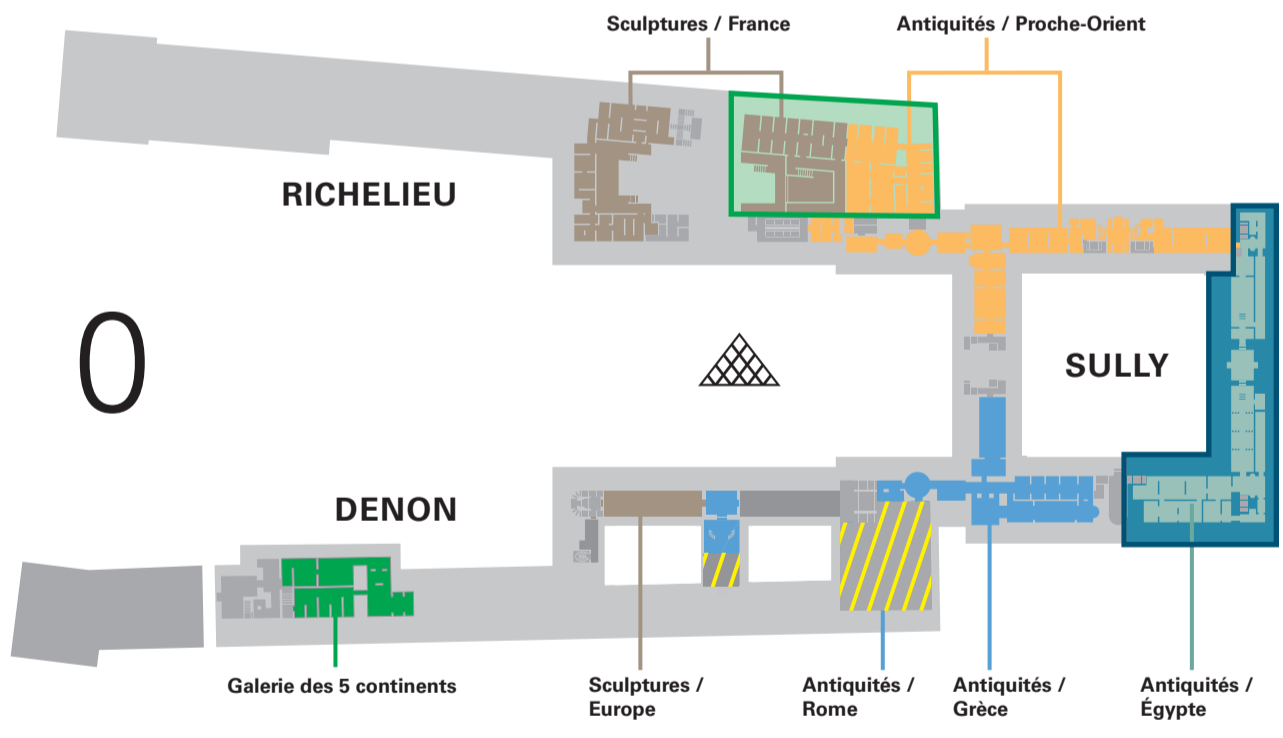 Sculptures / France
Antiquités / Proche-Orient
RICHELIEU
0
SULLY
DENON
Galerie des 5 continents
Sculptures /
Europe
Antiquités /
Rome
Antiquités /
Grèce
Antiquités /
Égypte